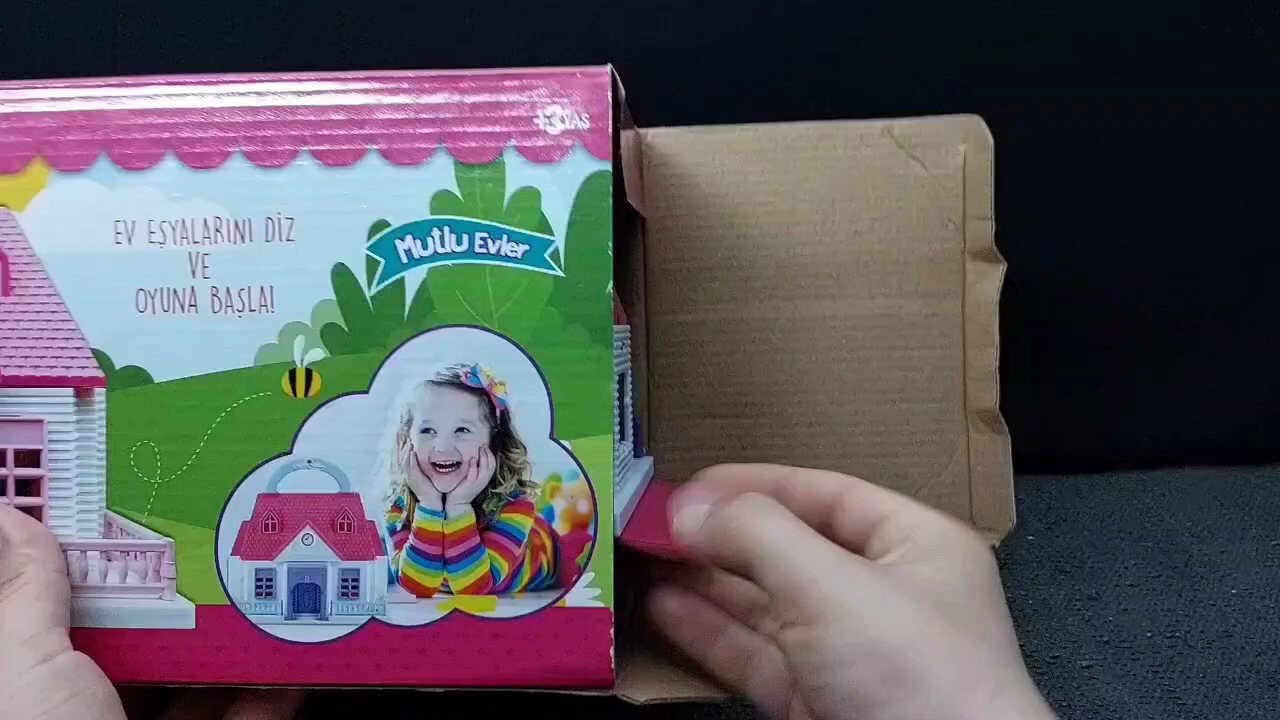 +3 YAŞ
EV EŞYALARINI DİZ
VE
OYUNA BAŞLA!
Mutlu Evler